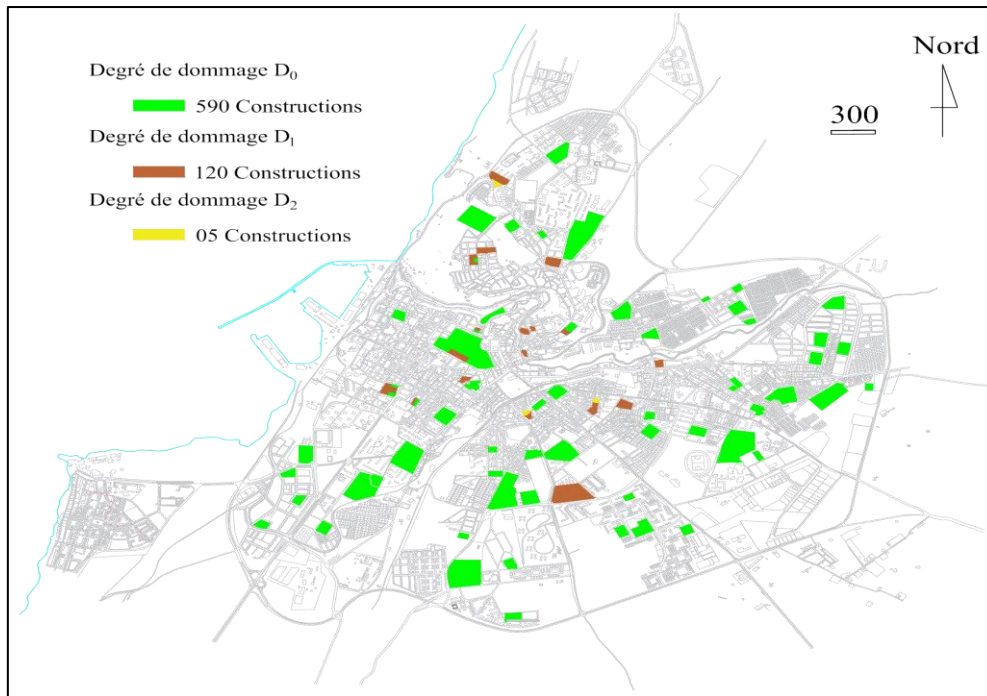 Degré de dommage D₀
590 Constructions
Degré de dommage D₁
120 Constructions
Degré de dommage D₂
05 Constructions
Nord
300